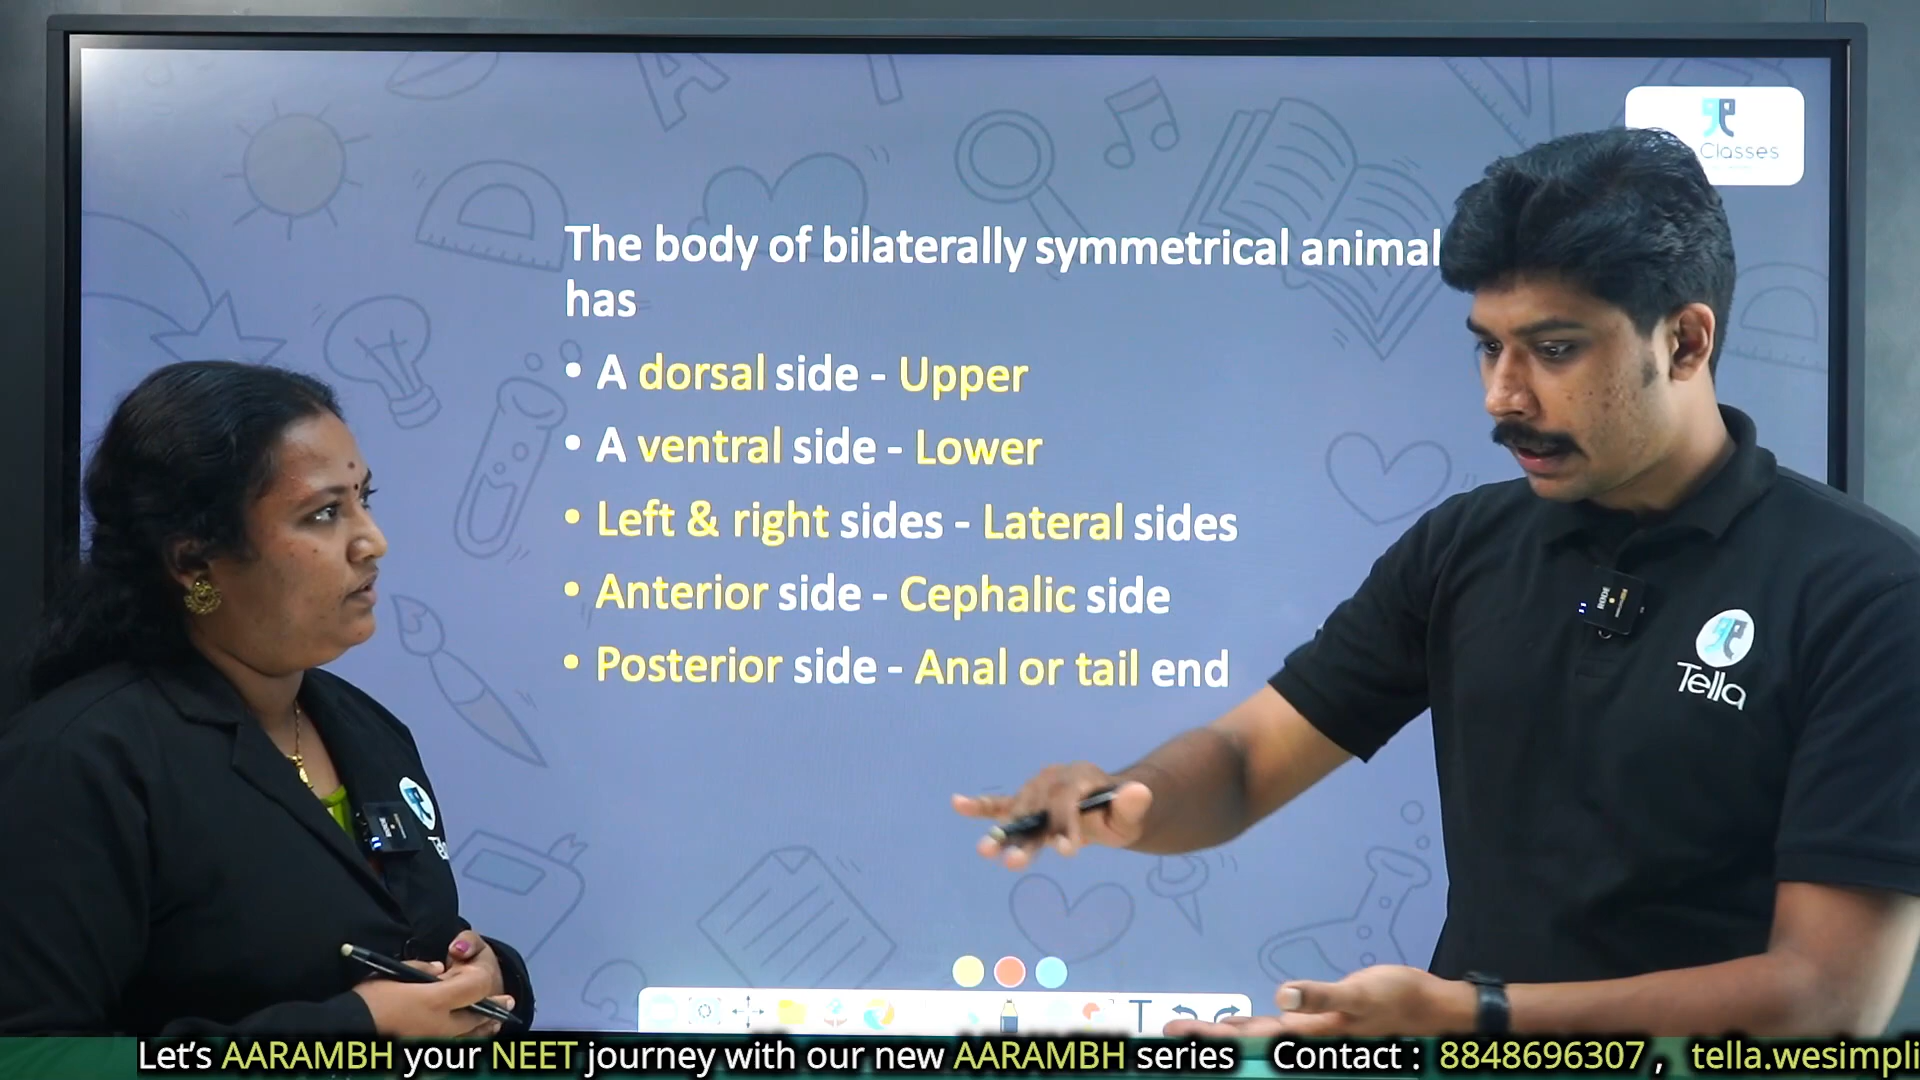 Classes
The body of bilaterally symmetrical animal
has
• A dorsal side - Upper
• A ventral side - Lower
• Left & right sides - Lateral sides
• Anterior side - Cephalic side
• Posterior side - Anal or tail end
RODE
Tella
T
Let's AARAMBH your NEET journey with our new AARAMBH series Contact : 8848696307 , tella.wesimpli